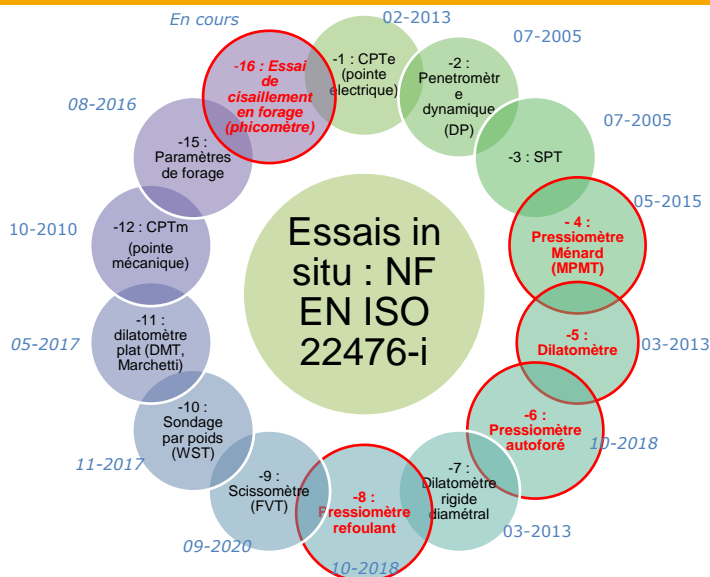 En cours
02-2013
-1 : CPTe
(pointe
électrique)
07-2005
-2 :
Penetromètr
e
dynamique
(DP)
07-2005
-3 : SPT
05-2015
- 4 :
Pressiomètre
Ménard
(MPMT)
03-2013
-5 :
Dilatomètre
10-2018
-6 :
Pressiomètre
autoforé
03-2013
-7 :
Dilatomètre
rigide
diamétral
10-2018
-8 :
Pressiomètre
refoulant
09-2020
-9 :
Scissomètre
(FVT)
11-2017
-10 :
Sondage
par poids
(WST)
05-2017
-11 :
dilatomètre
plat (DMT,
Marchetti)
10-2010
-12 : CPTm
(pointe
mécanique)
08-2016
-15 :
Paramètres
de forage
-16 : Essai
de
cisaillement
en forage
(phicomètre)
Essais in
situ : NF
EN ISO
22476-i